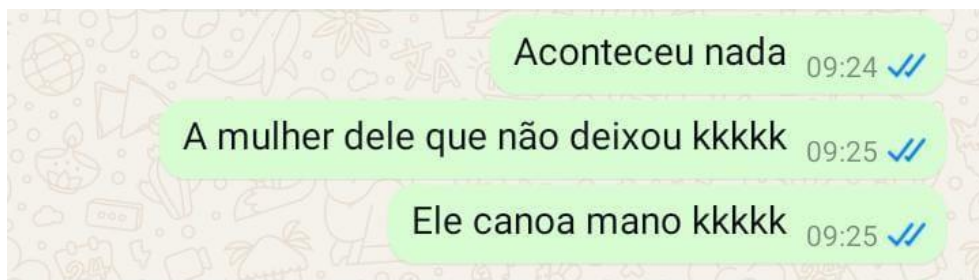 Aconteceu nada 09:24
A mulher dele que não deixou kkkkk 09:25
Ele canoa mano kkkkk 09:25